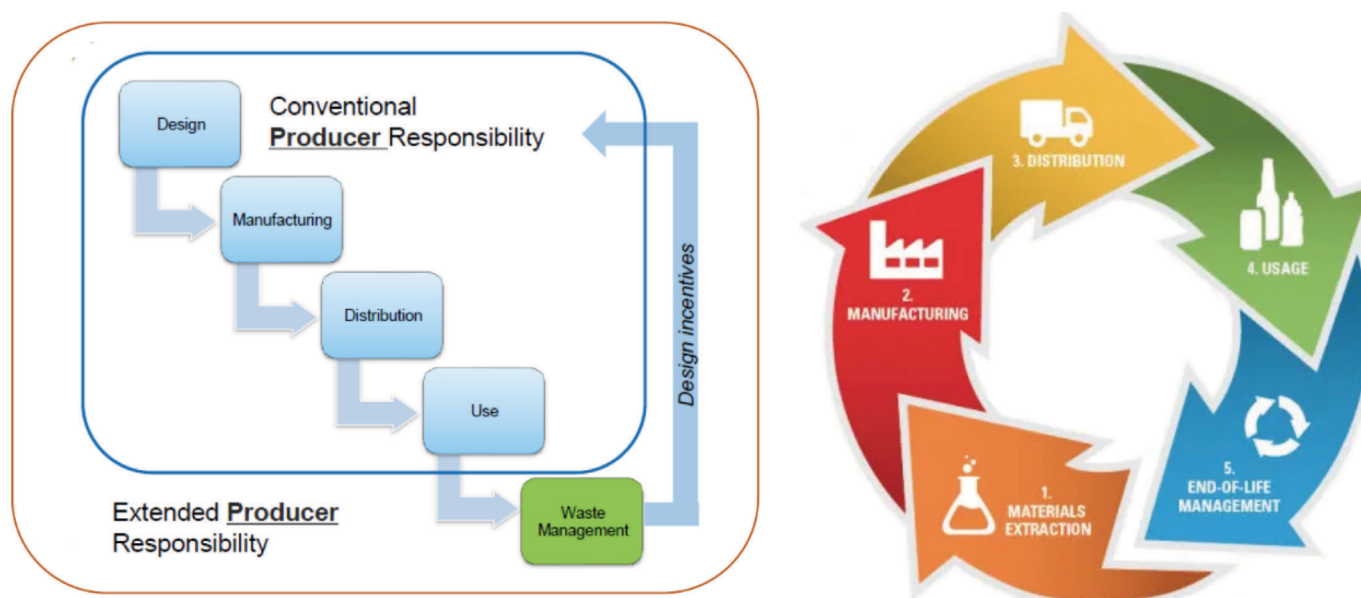 Design
Conventional
Producer Responsibility
Manufacturing
Distribution
Use
Design incentives
Extended Producer
Responsibility
Waste
Management
3. DISTRIBUTION
4. USAGE
2.
MANUFACTURING
5.
END-OF-LIFE
MANAGEMENT
1.
MATERIALS
EXTRACTION